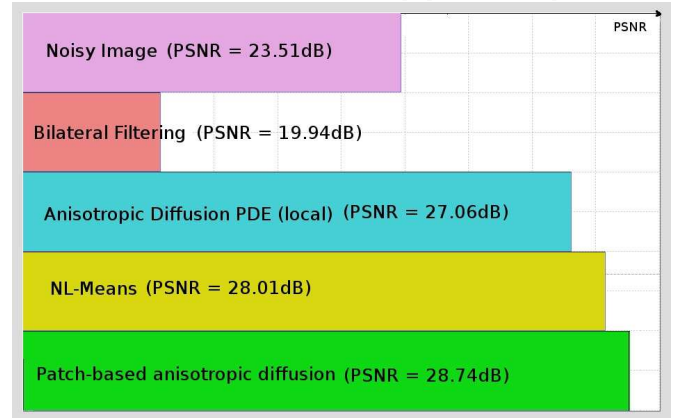 PSNR
Noisy Image (PSNR = 23.51dB)
Bilateral Filtering (PSNR = 19.94dB)
Anisotropic Diffusion PDE (local) (PSNR = 27.06dB)
NL-Means (PSNR = 28.01dB)
Patch-based anisotropic diffusion (PSNR = 28.74dB)